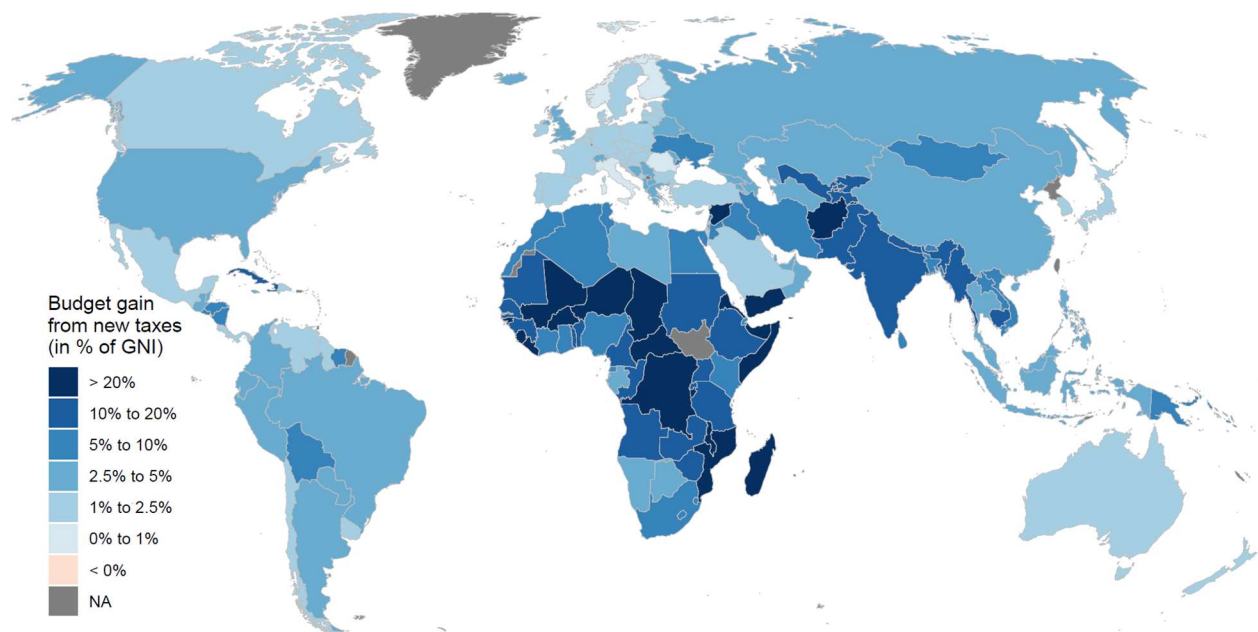 Budget gain
from new taxes
(in % of GNI)
> 20%
10% to 20%
5% to 10%
2.5% to 5%
1% to 2.5%
0% to 1%
< 0%
NA